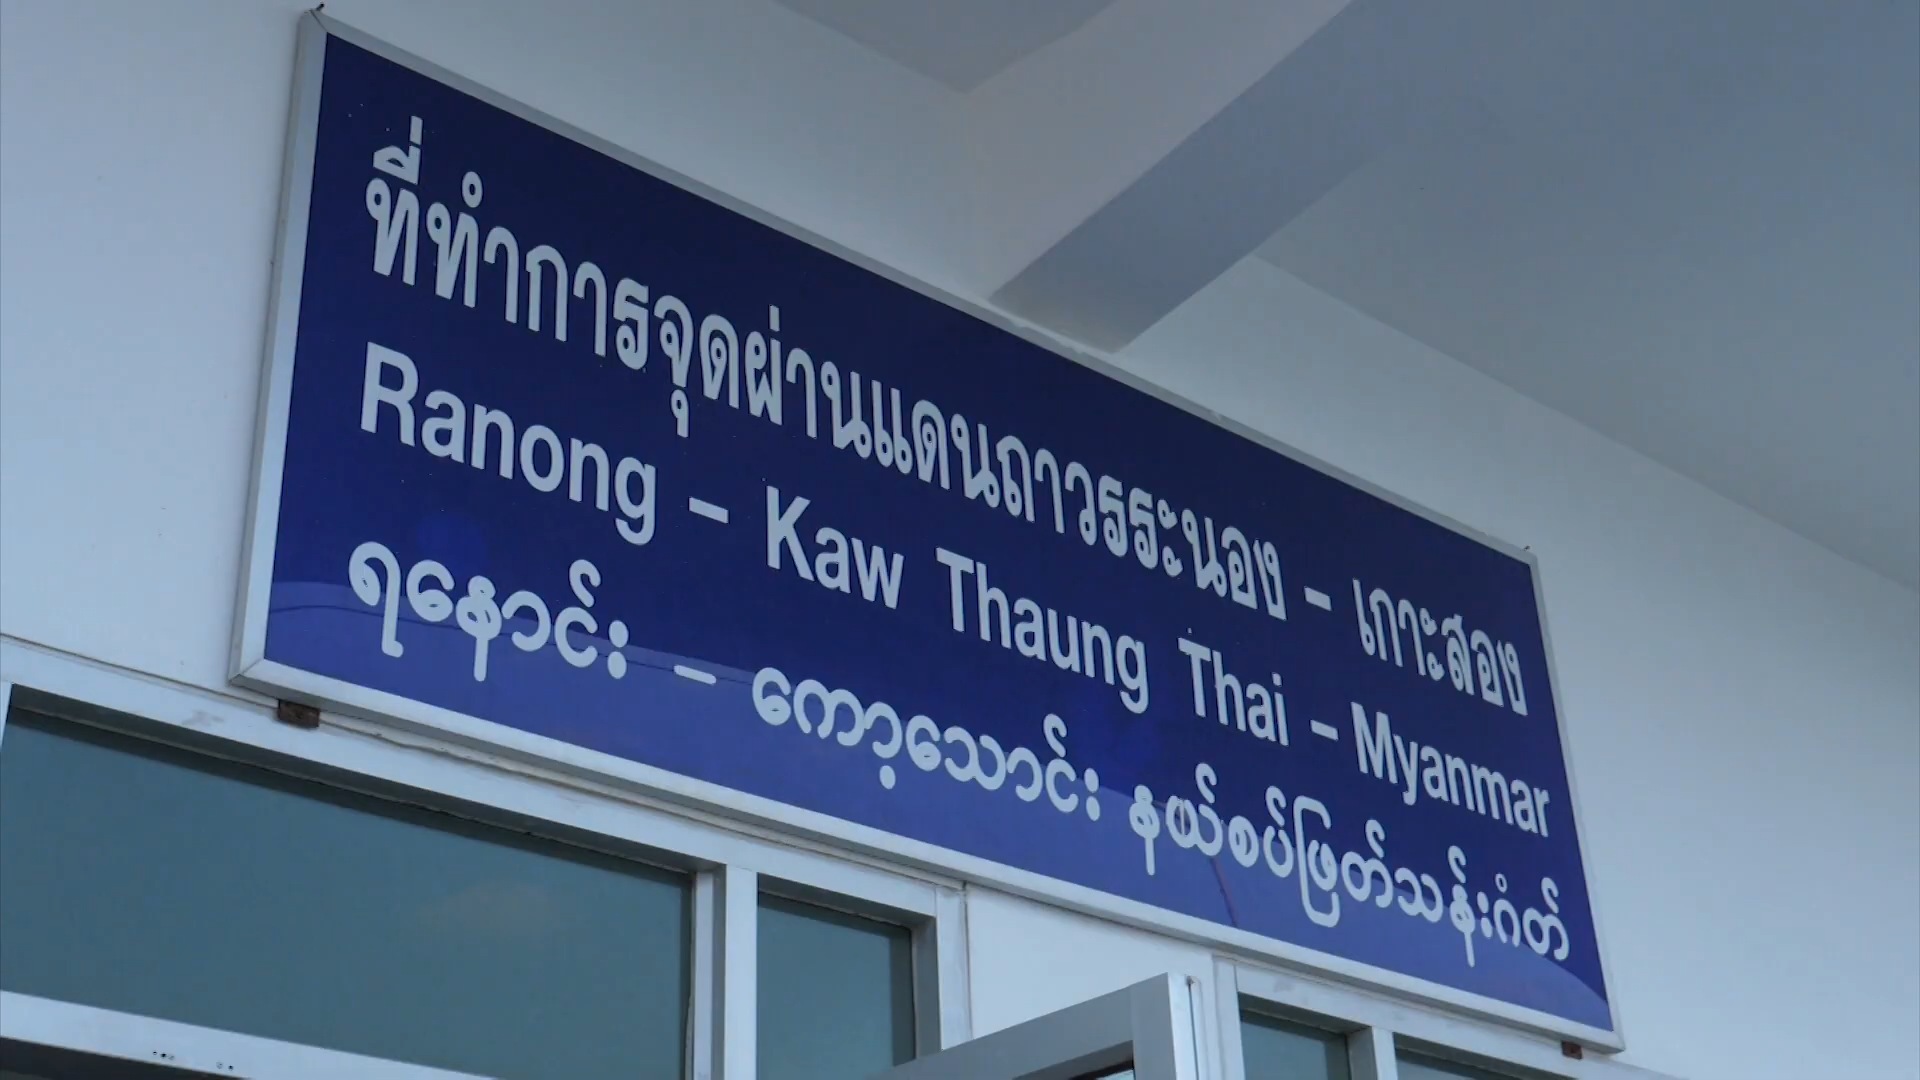 ที่ทำการจุดผ่านแดนถาวรระนอง – เกาะสอง
Ranong – Kaw Thaung Thai – Myanmar
ရနောင်း – ကော့သောင်း နယ်စပ်ဖြတ်သန်းဂိတ်